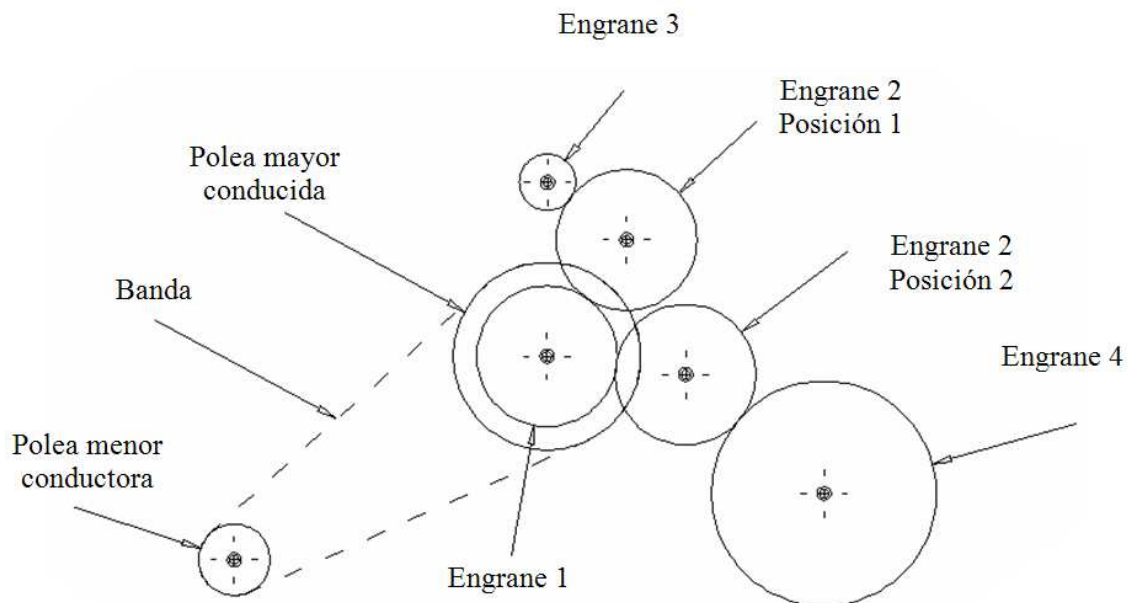 Engrane 3
Engrane 2
Posición 1
Polea mayor
conducida
Engrane 2
Posición 2
Banda
Engrane 4
Polea menor
conductora
Engrane 1